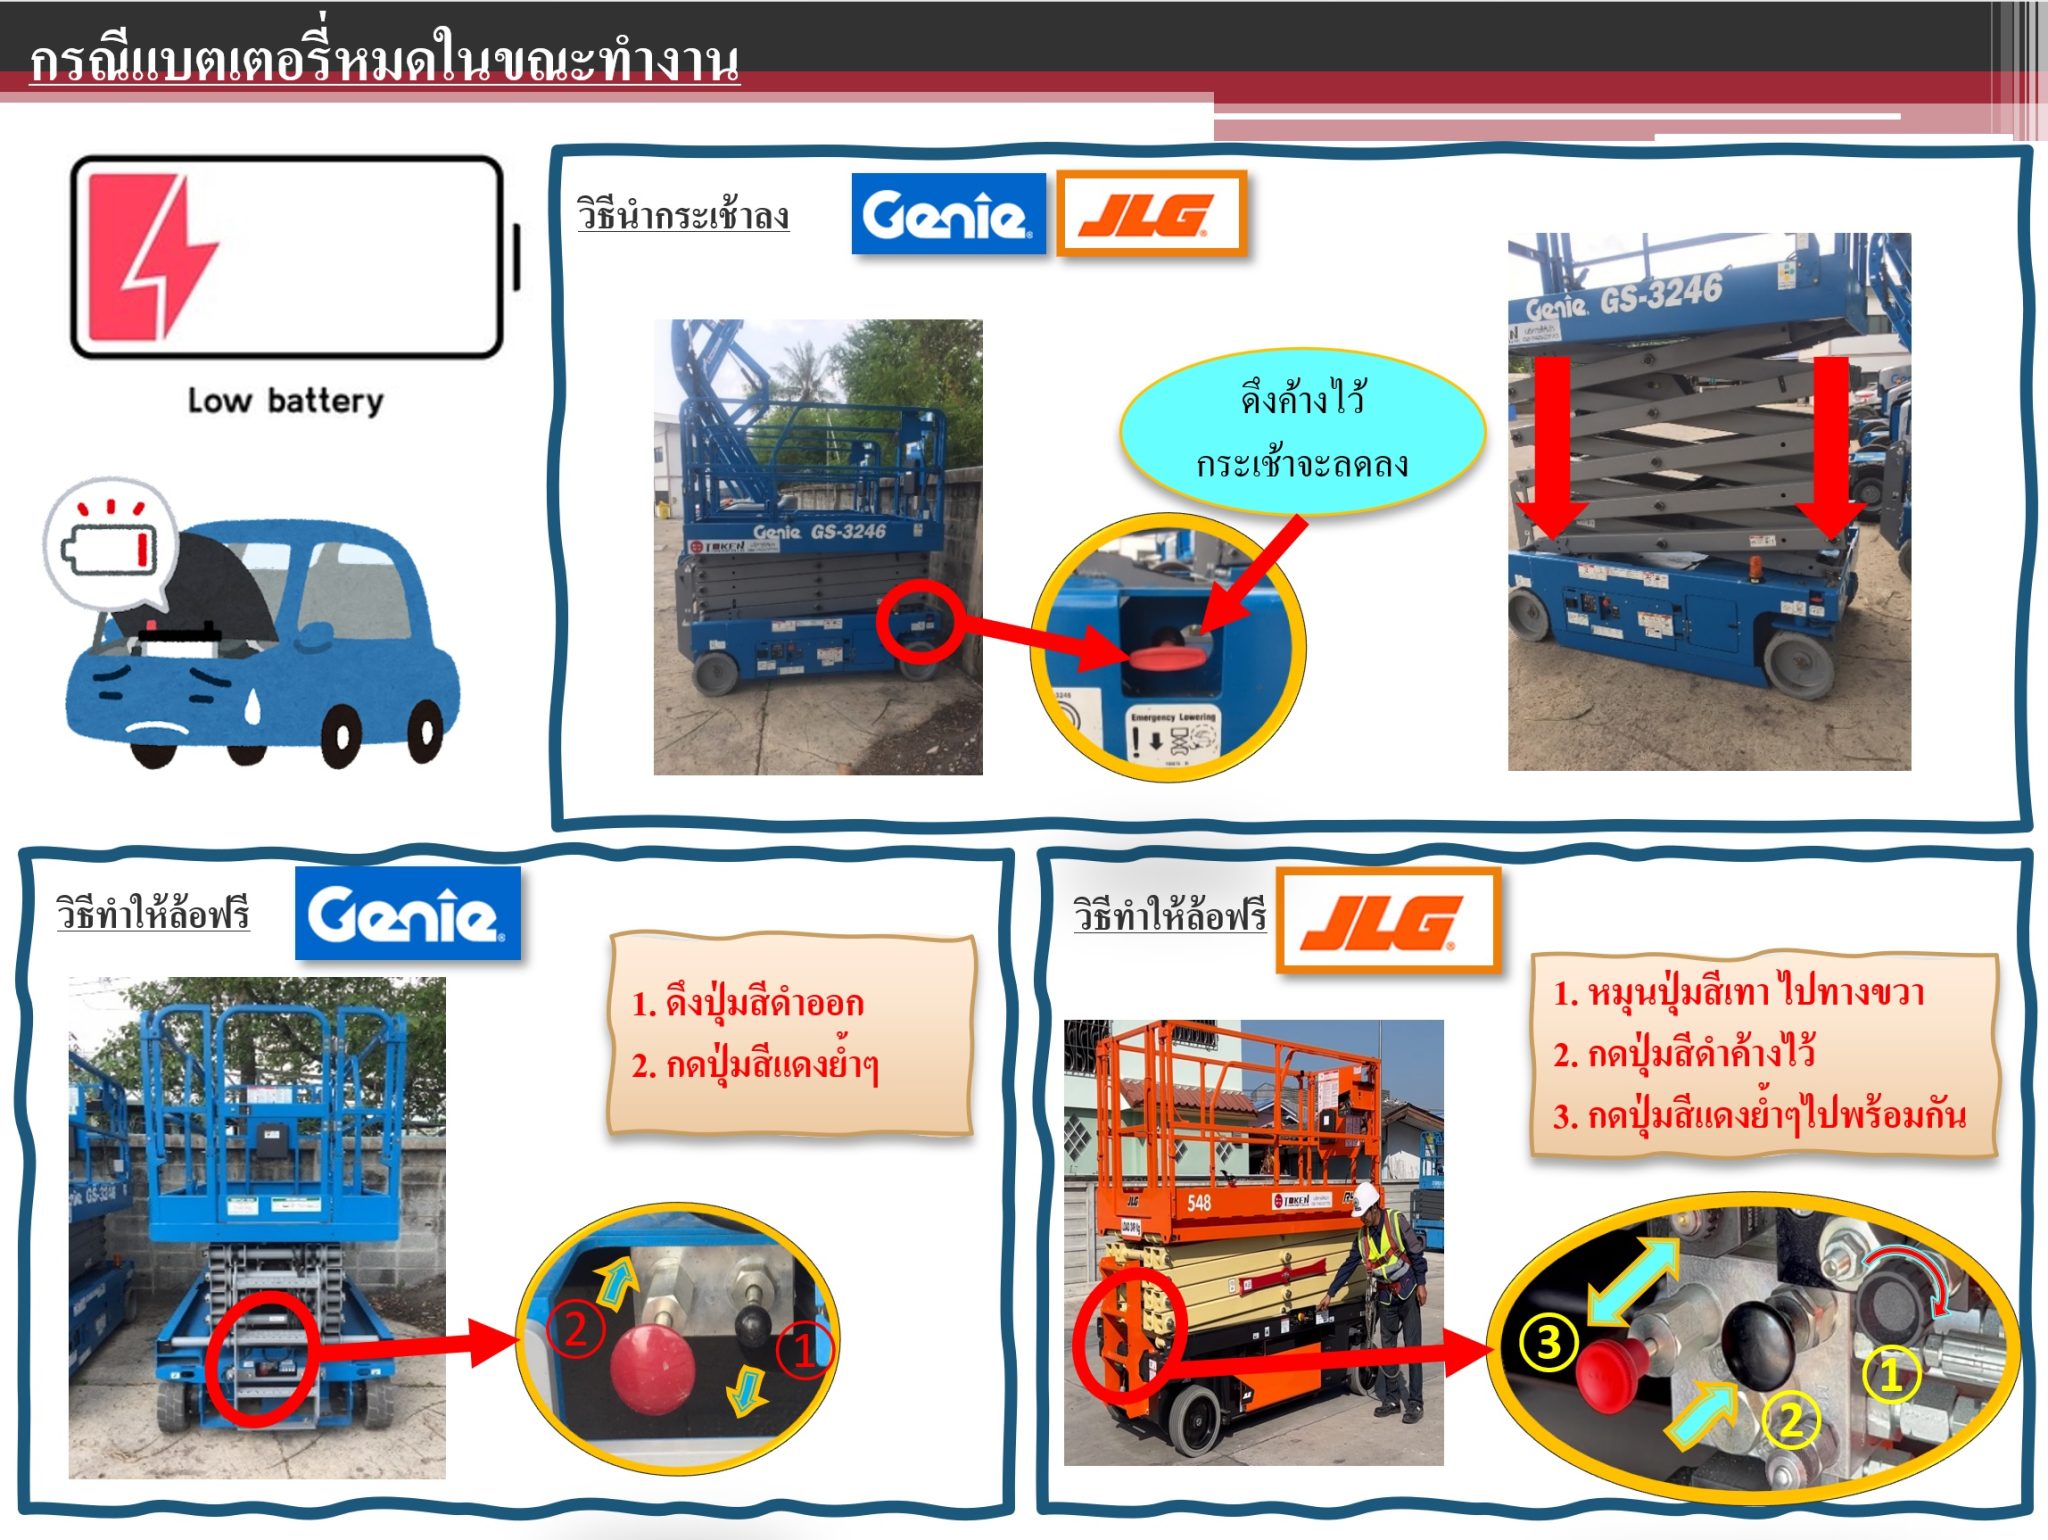 กรณีแบตเตอรี่หมดในขณะทำงาน
Low battery
วิธีนำกระเช้าลง
Genie
JLG
ดึงค้างไว้
กระเช้าจะลดลง
Genie GS-3246
TOKEN
Emergency Lowering
Genie GS-3246
วิธีทำให้ล้อฟรี
Genie
1. ดึงปุ่มสีดำออก
2. กดปุ่มสีแดงย้ำๆ
Genie GS-3246
2
1
วิธีทำให้ล้อฟรี
JLG
1. หมุนปุ่มสีเทา ไปทางขวา
2. กดปุ่มสีดำค้างไว้
3. กดปุ่มสีแดงย้ำๆไปพร้อมกัน
JLG
548
TOKEN
3
1
2